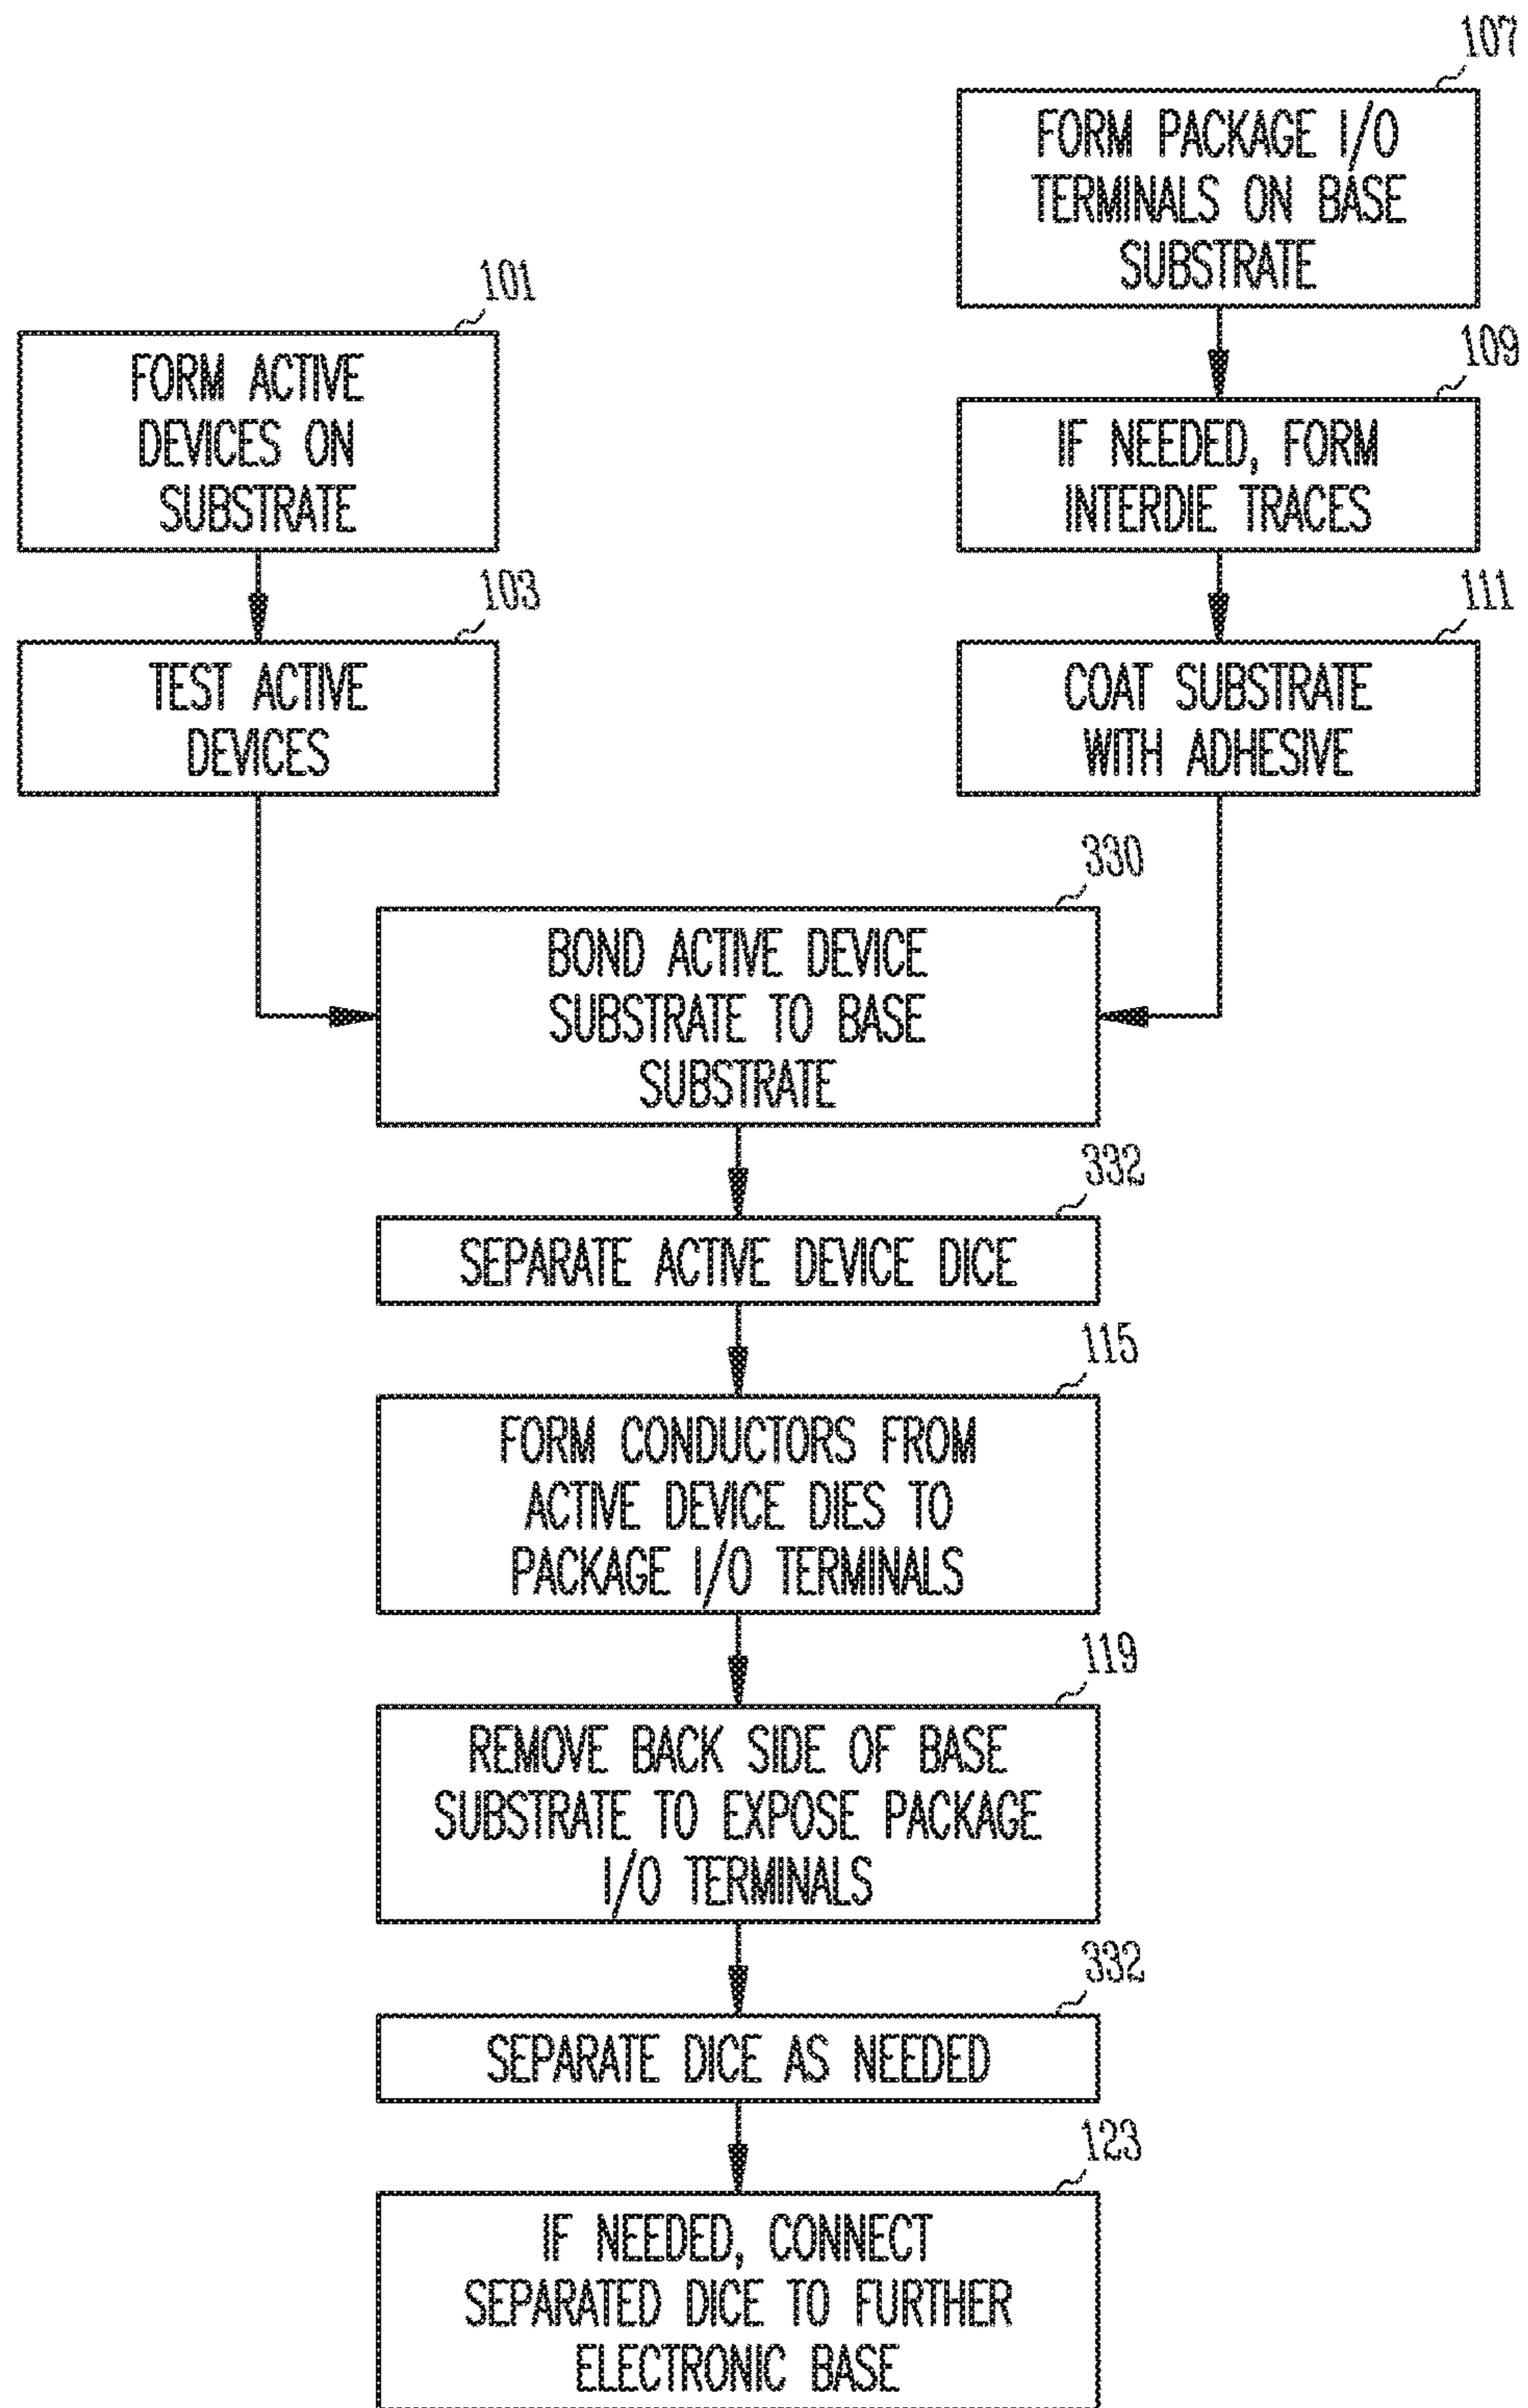 107
FORM PACKAGE I/O
TERMINALS ON BASE
SUBSTRATE
101
FORM ACTIVE
DEVICES ON
SUBSTRATE
109
IF NEEDED, FORM
INTERDIE TRACES
103
TEST ACTIVE
DEVICES
111
COAT SUBSTRATE
WITH ADHESIVE
330
BOND ACTIVE DEVICE
SUBSTRATE TO BASE
SUBSTRATE
332
SEPARATE ACTIVE DEVICE DICE
115
FORM CONDUCTORS FROM
ACTIVE DEVICE DIES TO
PACKAGE I/O TERMINALS
119
REMOVE BACK SIDE OF BASE
SUBSTRATE TO EXPOSE PACKAGE
I/O TERMINALS
332
SEPARATE DICE AS NEEDED
123
IF NEEDED, CONNECT
SEPARATED DICE TO FURTHER
ELECTRONIC BASE